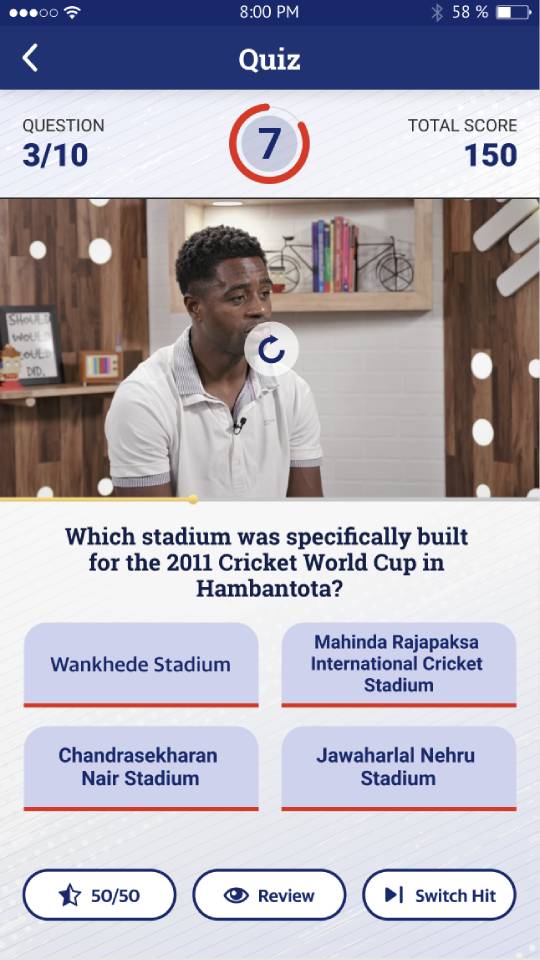 8:00 PM
58 %
Quiz
QUESTION
TOTAL SCORE
3/10
7
150
SHOULD
WOULD
COULD
DID.
Which stadium was specifically built
for the 2011 Cricket World Cup in
Hambantota?
Wankhede Stadium
Mahinda Rajapaksa
International Cricket
Stadium
Chandrasekharan
Nair Stadium
Jawaharlal Nehru
Stadium
50/50
Review
Switch Hit